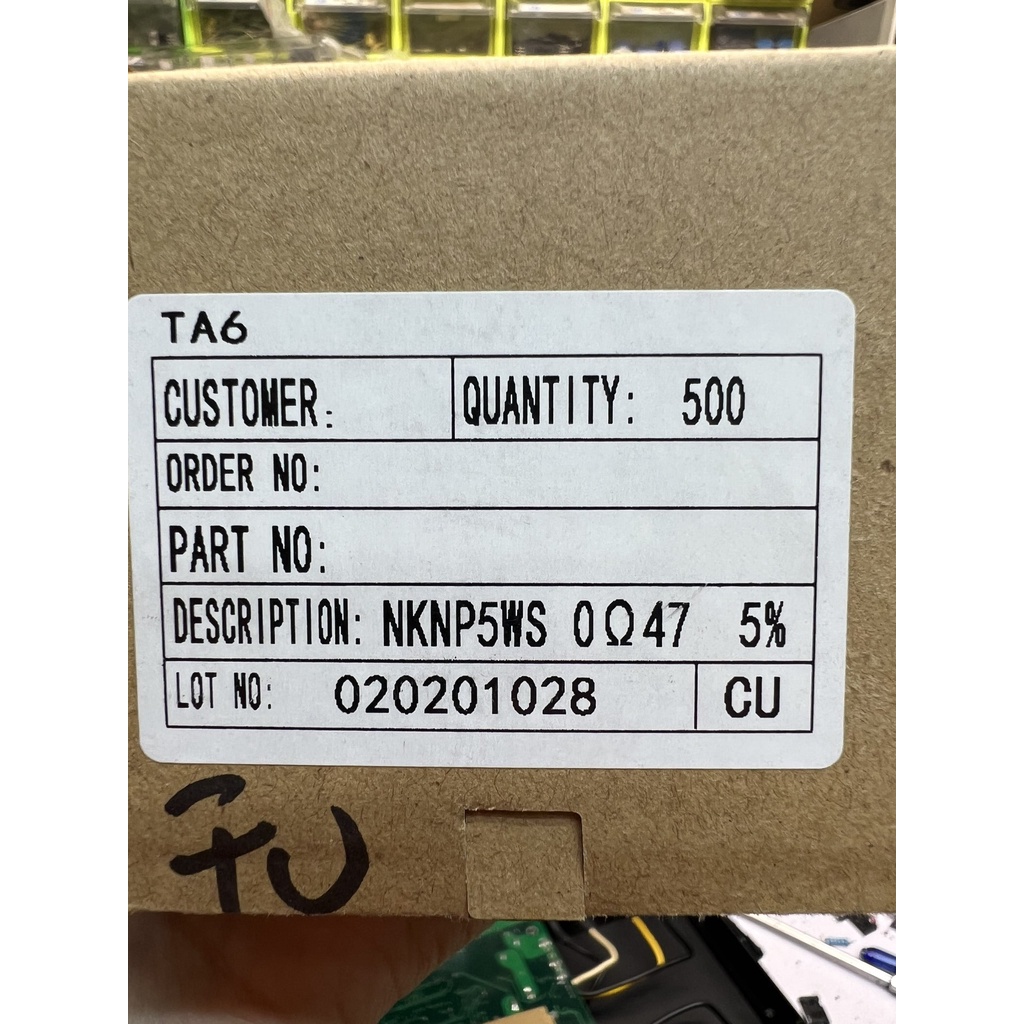 TA6
CUSTOMER: QUANTITY: 500
ORDER NO:
PART NO:
DESCRIPTION: NKNP5WS 0Ω47 5%
LOT NO: 020201028 CU